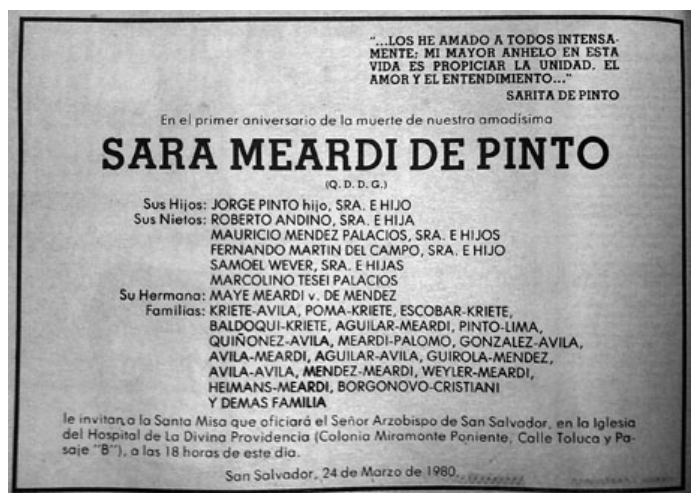 "...LOS HE AMADO A TODOS INTENSA-
MENTE; MI MAYOR ANHELO EN ESTA
VIDA ES PROPICIAR LA UNIDAD, EL
AMOR Y EL ENTENDIMIENTO..."
SARITA DE PINTO
En el primer aniversario de la muerte de nuestra amadísima
SARA MEARDI DE PINTO
(Q. D. D. G.)
Sus Hijos: JORGE PINTO hijo, SRA. E HIJO
Sus Nietos: ROBERTO ANDINO, SRA. E HIJA
MAURICIO MENDEZ PALACIOS, SRA. E HIJOS
FERNANDO MARTIN DEL CAMPO, SRA. E HIJO
SAMOEL WEVER, SRA. E HIJAS
MARCOLINO TESEI PALACIOS
Su Hermana: MAYE MEARDI v. DE MENDEZ
Familias: KRIETE-AVILA, POMA-KRIETE, ESCOBAR-KRIETE,
BALDOQUI-KRIETE, AGUILAR-MEARDI, PINTO-LIMA,
QUIÑONEZ-AVILA, MEARDI-PALOMO, GONZALEZ-AVILA,
AVILA-MEARDI, AGUILAR-AVILA, GUIROLA-MENDEZ,
AVILA-AVILA, MENDEZ-MEARDI, WEYLER-MEARDI,
HEIMANS-MEARDI, BORGONOVO-CRISTIANI
Y DEMAS FAMILIA
le invitan a la Santa Misa que oficiará el Señor Arzobispo de San Salvador, en la Iglesia
del Hospital de La Divina Providencia (Colonia Miramonte Poniente, Calle Toluca y Pa-
saje "B"), a las 18 horas de este día.
San Salvador, 24 de Marzo de 1980.